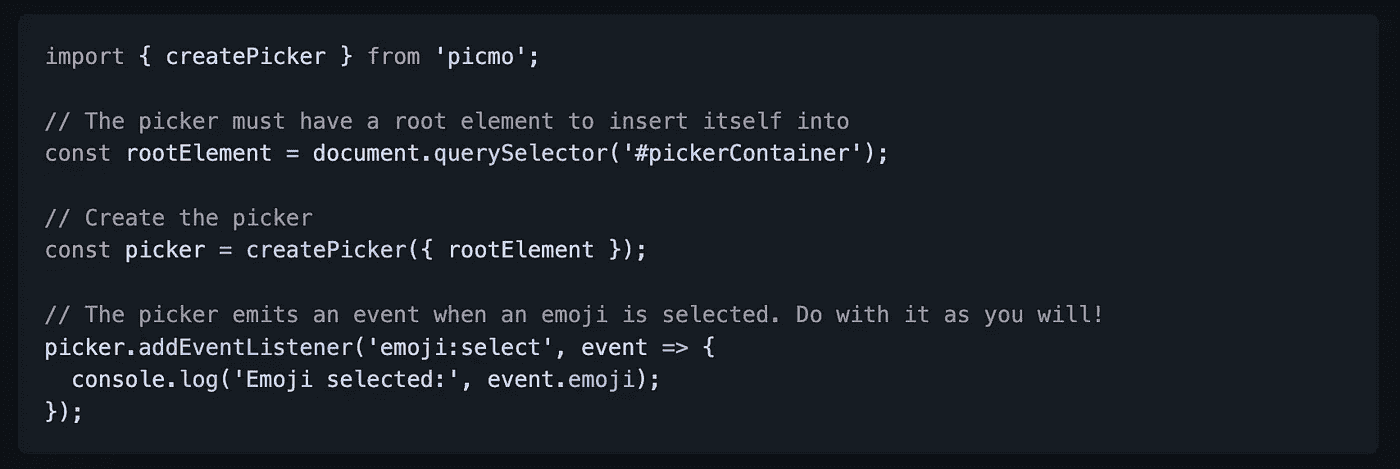 import { createPicker } from 'picmo';
// The picker must have a root element to insert itself into
const rootElement = document.querySelector('#pickerContainer');
// Create the picker
const picker = createPicker({ rootElement });
// The picker emits an event when an emoji is selected. Do with it as you will!
picker.addEventListener('emoji:select', event => {
  console.log('Emoji selected:', event.emoji);
});